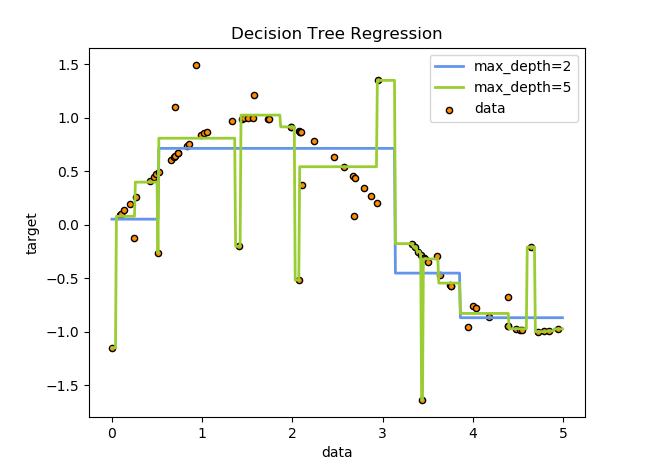 Decision Tree Regression
max_depth=2
max_depth=5
data
1.5
1.0
0.5
0.0
−0.5
−1.0
−1.5
target
0 1 2 3 4 5
data